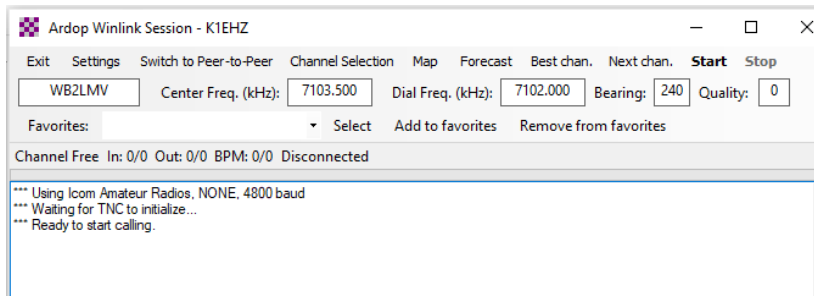 Ardop Winlink Session - K1EHZ
Exit Settings Switch to Peer-to-Peer Channel Selection Map Forecast Best chan. Next chan. Start Stop
WB2LMV Center Freq. (kHz): 7103.500 Dial Freq. (kHz): 7102.000 Bearing: 240 Quality: 0
Favorites: Select Add to favorites Remove from favorites
Channel Free In: 0/0 Out: 0/0 BPM: 0/0 Disconnected
*** Using Icom Amateur Radios, NONE, 4800 baud
*** Waiting for TNC to initialize...
*** Ready to start calling.